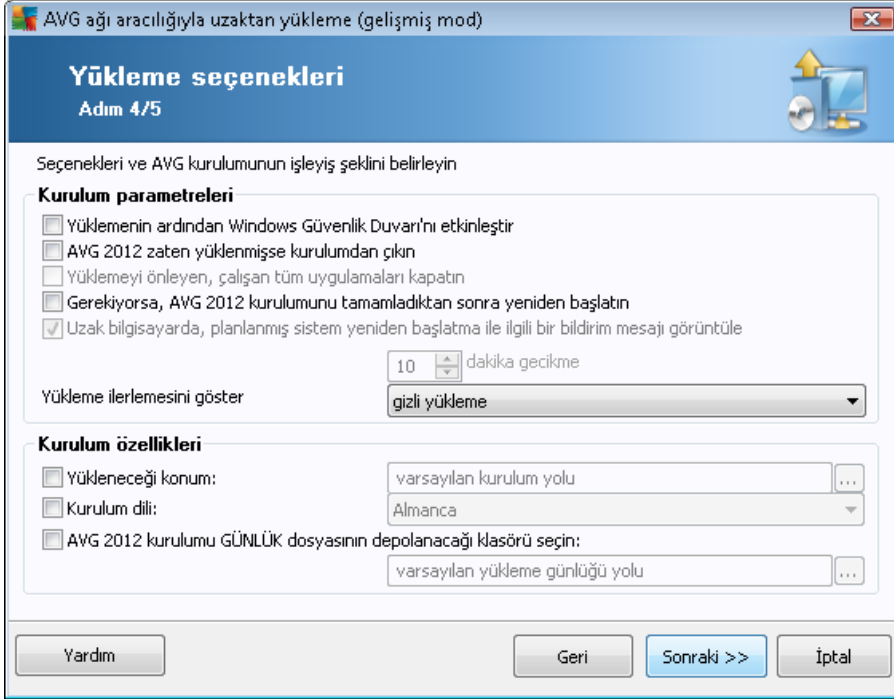 AVG ağı aracılığıyla uzaktan yükleme (gelişmiş mod)
Yükleme seçenekleri
Adım 4/5
Seçenekleri ve AVG kurulumunun işleyiş şeklini belirleyin
Kurulum parametreleri
Yüklemenin ardından Windows Güvenlik Duvarı'nı etkinleştir
AVG 2012 zaten yüklenmişse kurulumdan çıkın
Yüklemeyi önleyen, çalışan tüm uygulamaları kapatın
Gerekiyorsa, AVG 2012 kurulumunu tamamladıktan sonra yeniden başlatın
Uzak bilgisayarda, planlanmış sistem yeniden başlatma ile ilgili bir bildirim mesajı görüntüle
10 dakika gecikme
Yükleme ilerlemesini göster gizli yükleme
Kurulum özellikleri
Yükleneceği konum: varsayılan kurulum yolu ...
Kurulum dili: Almanca
AVG 2012 kurulumu GÜNLÜK dosyasının depolanacağı klasörü seçin:
varsayılan yükleme günlüğü yolu ...
Yardım Geri Sonraki >> İptal